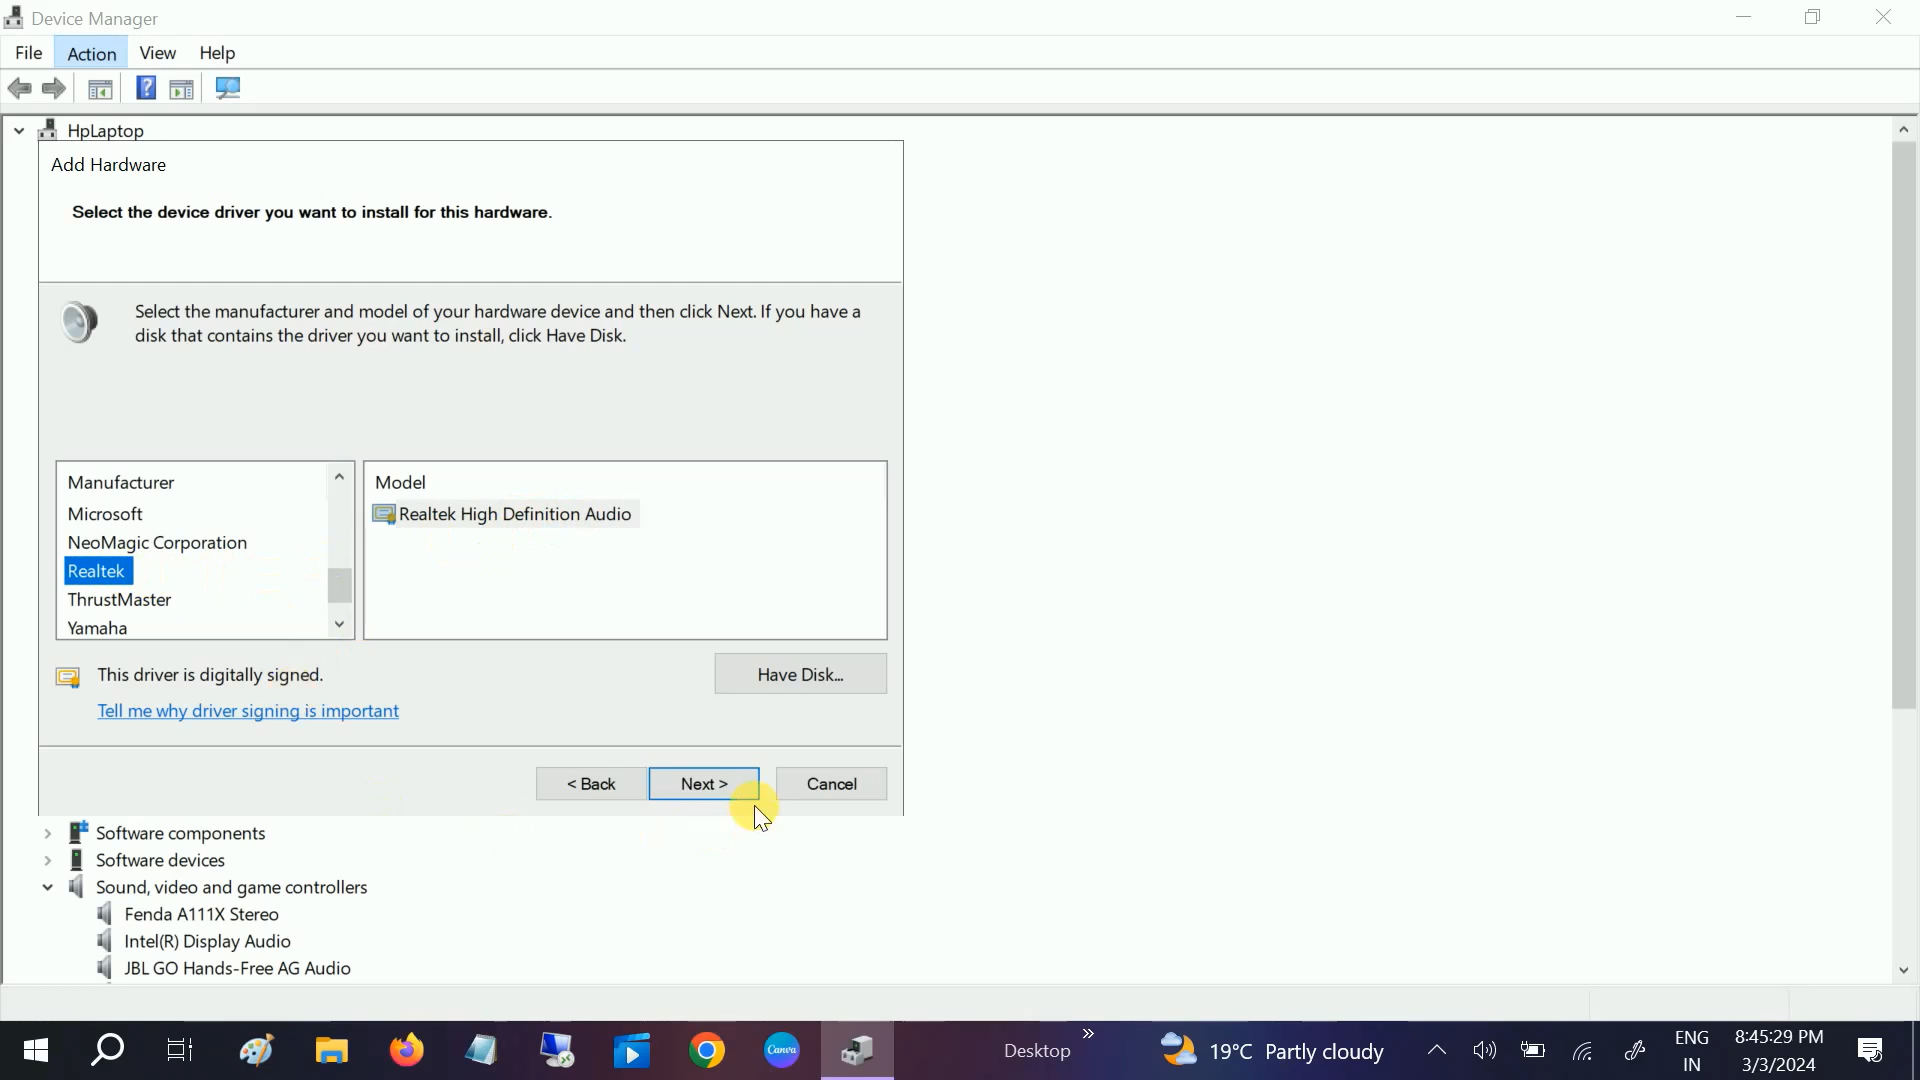 Device Manager
File Action View Help
HpLaptop
Add Hardware
Select the device driver you want to install for this hardware.
Select the manufacturer and model of your hardware device and then click Next. If you have a
disk that contains the driver you want to install, click Have Disk.
Manufacturer
Microsoft
NeoMagic Corporation
Realtek
ThrustMaster
Yamaha
Model
Realtek High Definition Audio
This driver is digitally signed.
Have Disk...
Tell me why driver signing is important
< Back
Next >
Cancel
Software components
Software devices
Sound, video and game controllers
Fenda A111X Stereo
Intel(R) Display Audio
JBL GO Hands-Free AG Audio
Canva
Desktop
»
19°C Partly cloudy
ENG
IN
8:45:29 PM
3/3/2024